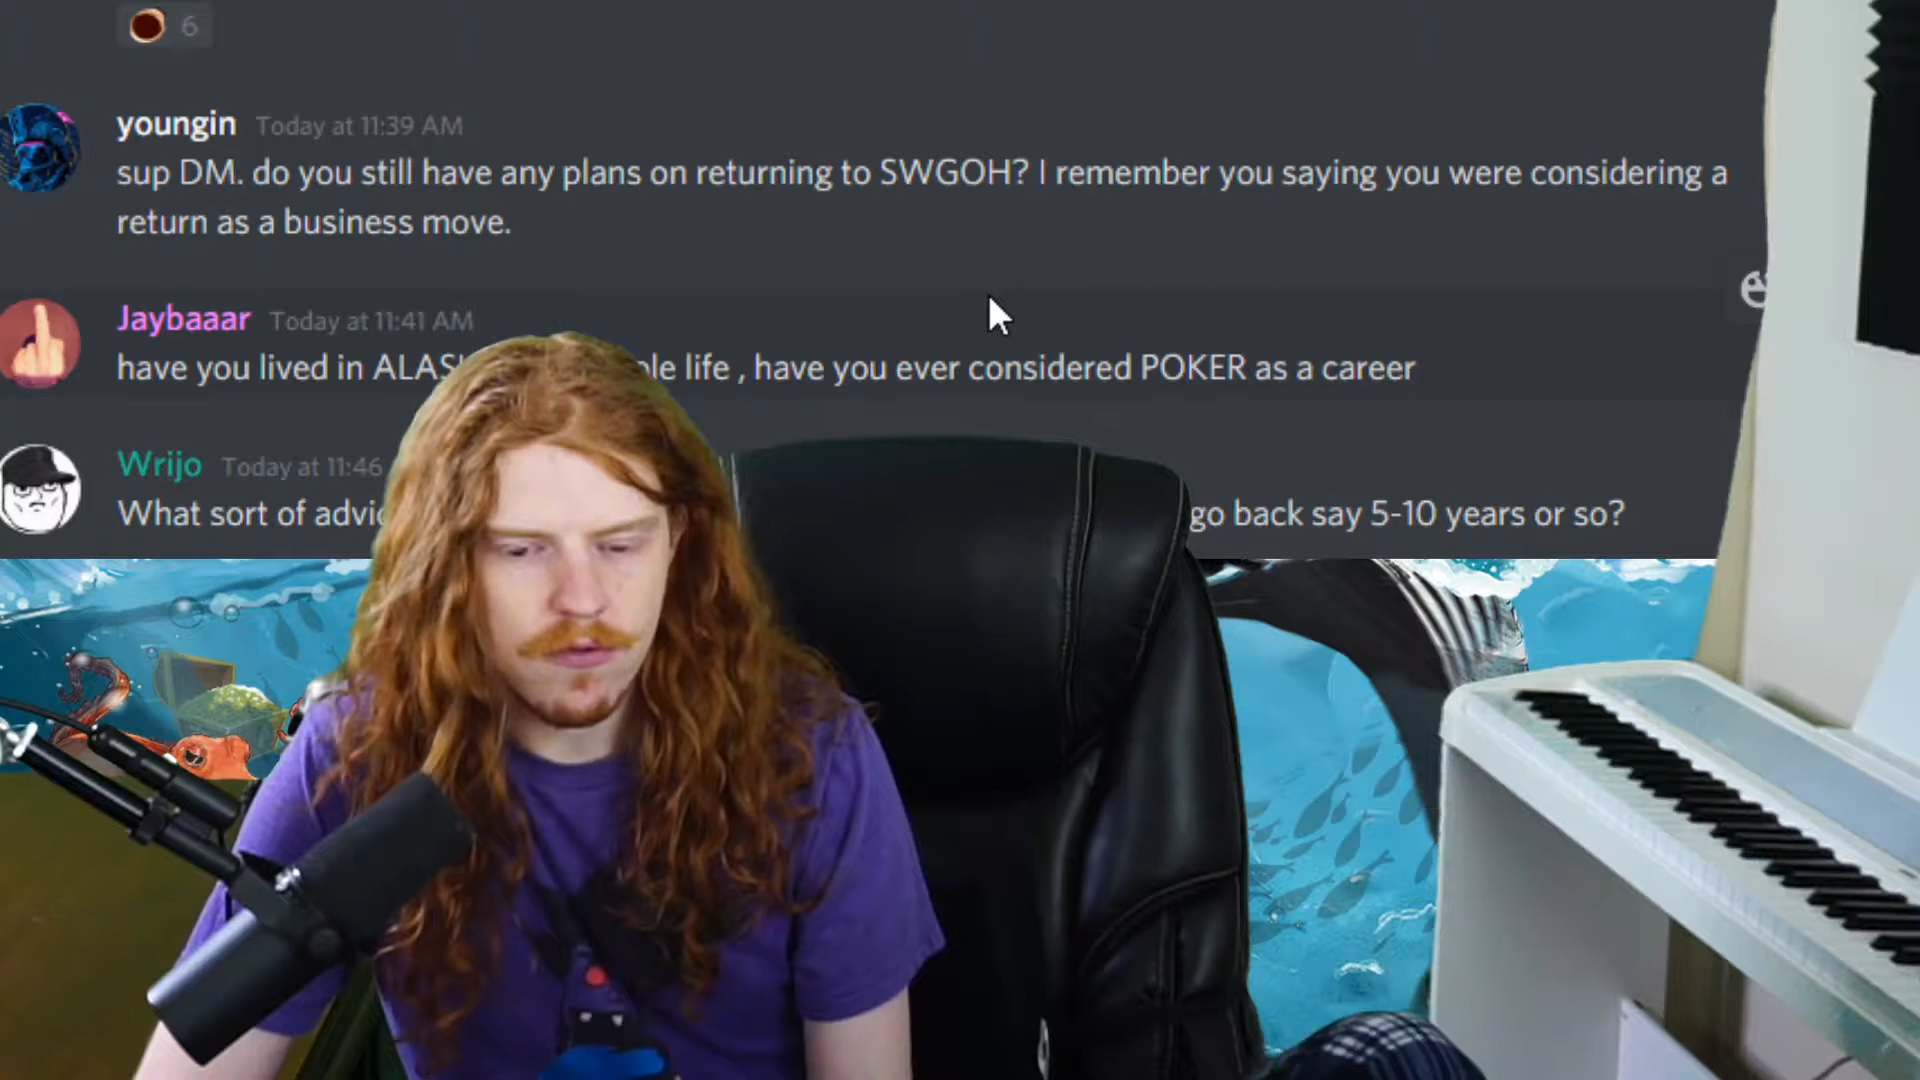 6
youngin Today at 11:39 AM
sup DM. do you still have any plans on returning to SWGOH? I remember you saying you were considering a
return as a business move.
Jaybaaar Today at 11:41 AM
have you lived in life , have you ever considered POKER as a career
Wrijo Today at 11:46
What sort of go back say 5-10 years or so?